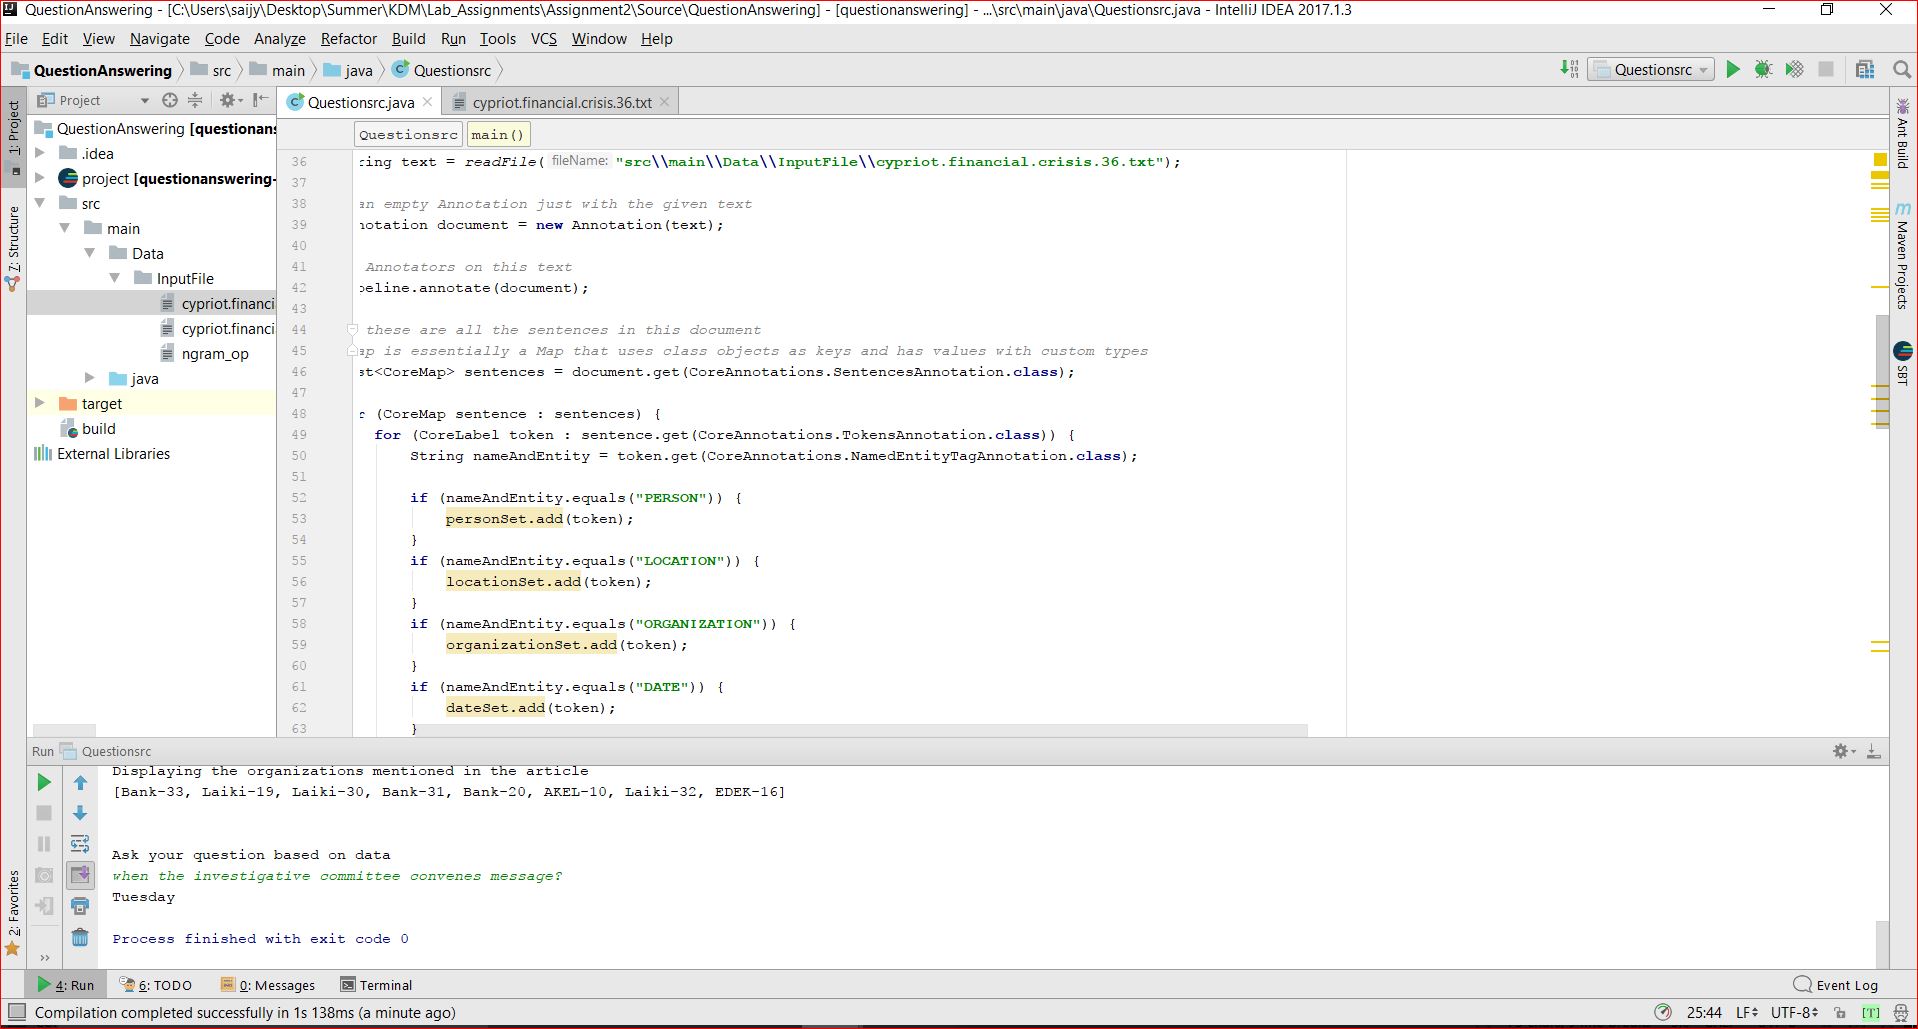 QuestionAnswering - [C:\Users\saijy\Desktop\Summer\KDM\Lab_Assignments\Assignment2\Source\QuestionAnswering] - [questionanswering] - ...\src\main\java\Questionsrc.java - IntelliJ IDEA 2017.1.3
File Edit View Navigate Code Analyze Refactor Build Run Tools VCS Window Help
QuestionAnswering src main java Questionsrc Questionsrc
Project Questionsrc.java cypriot.financial.crisis.36.txt
1: Project
7: Structure
2: Favorites
QuestionAnswering [questionans
.idea
project [questionanswering-
src
main
Data
InputFile
cypriot.financi
cypriot.financi
ngram_op
java
target
build
External Libraries
Questionsrc main()
36 ring text = readFile( fileName: "src\\main\\Data\\InputFile\\cypriot.financial.crisis.36.txt");
37
38 an empty Annotation just with the given text
39 notation document = new Annotation(text);
40
41 Annotators on this text
42 peline.annotate(document);
43
44 these are all the sentences in this document
45 ap is essentially a Map that uses class objects as keys and has values with custom types
46 st<CoreMap> sentences = document.get(CoreAnnotations.SentencesAnnotation.class);
47
48 r (CoreMap sentence : sentences) {
49 for (CoreLabel token : sentence.get(CoreAnnotations.TokensAnnotation.class)) {
50 String nameAndEntity = token.get(CoreAnnotations.NamedEntityTagAnnotation.class);
51
52 if (nameAndEntity.equals("PERSON")) {
53 personSet.add(token);
54 }
55 if (nameAndEntity.equals("LOCATION")) {
56 locationSet.add(token);
57 }
58 if (nameAndEntity.equals("ORGANIZATION")) {
59 organizationSet.add(token);
60 }
61 if (nameAndEntity.equals("DATE")) {
62 dateSet.add(token);
63 }
Ant Build
Maven Projects
SBT
Run Questionsrc
Displaying the organizations mentioned in the article
[Bank-33, Laiki-19, Laiki-30, Bank-31, Bank-20, AKEL-10, Laiki-32, EDEK-16]
Ask your question based on data
when the investigative committee convenes message?
Tuesday
Process finished with exit code 0
4: Run 6: TODO 0: Messages Terminal Event Log
Compilation completed successfully in 1s 138ms (a minute ago) 25:44 LF UTF-8 [T]